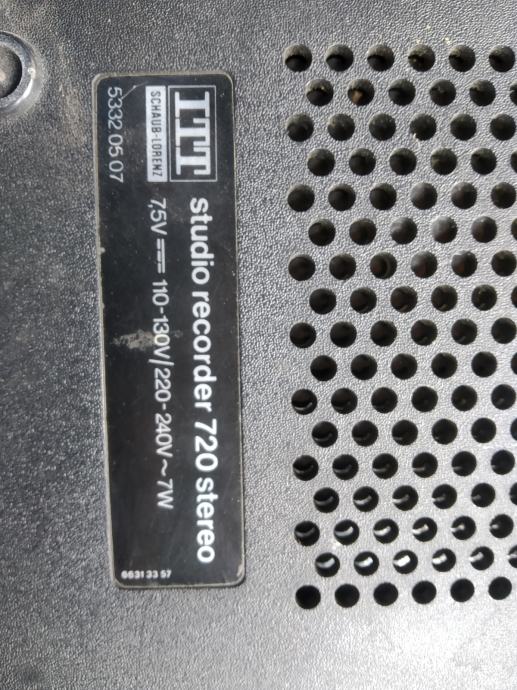 ITT
SCHAUB-LORENZ
studio recorder 720 stereo
7,5V ⎓ 110-130V/220-240V ~ 7W
5332 05 07
6631 33 57